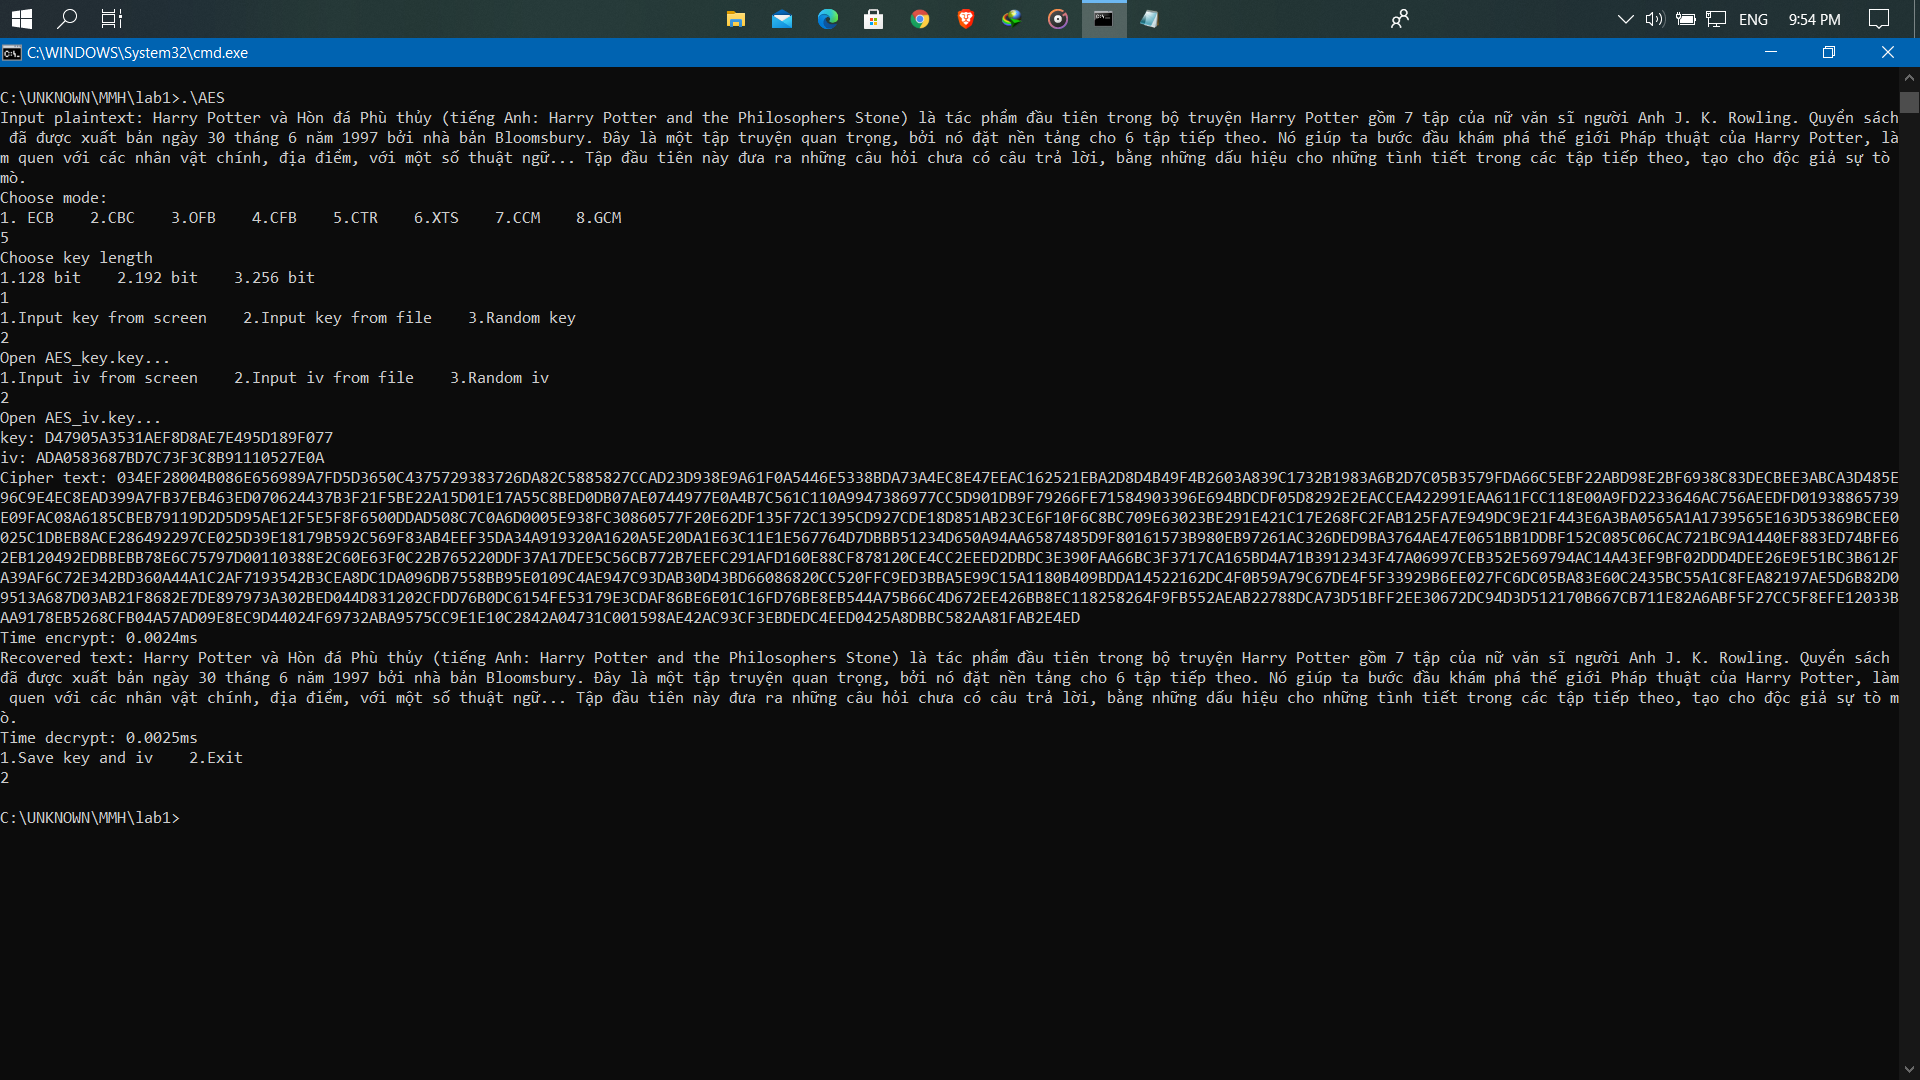 ENG 9:54 PM
C:\WINDOWS\System32\cmd.exe
C:\UNKNOWN\MMH\lab1>.\AES
Input plaintext: Harry Potter và Hòn đá Phù thủy (tiếng Anh: Harry Potter and the Philosophers Stone) là tác phẩm đầu tiên trong bộ truyện Harry Potter gồm 7 tập của nữ văn sĩ người Anh J. K. Rowling. Quyển sách
đã được xuất bản ngày 30 tháng 6 năm 1997 bởi nhà bản Bloomsbury. Đây là một tập truyện quan trọng, bởi nó đặt nền tảng cho 6 tập tiếp theo. Nó giúp ta bước đầu khám phá thế giới Pháp thuật của Harry Potter, là
m quen với các nhân vật chính, địa điểm, với một số thuật ngữ... Tập đầu tiên này đưa ra những câu hỏi chưa có câu trả lời, bằng những dấu hiệu cho những tình tiết trong các tập tiếp theo, tạo cho độc giả sự tò
mò.
Choose mode:
1. ECB    2.CBC    3.OFB    4.CFB    5.CTR    6.XTS    7.CCM    8.GCM
5
Choose key length
1.128 bit    2.192 bit    3.256 bit
1
1.Input key from screen    2.Input key from file    3.Random key
2
Open AES_key.key...
1.Input iv from screen    2.Input iv from file    3.Random iv
2
Open AES_iv.key...
key: D47905A3531AEF8D8AE7E495D189F077
iv: ADA0583687BD7C73F3C8B91110527E0A
Cipher text: 034EF28004B086E656989A7FD5D3650C4375729383726DA82C5885827CCAD23D938E9A61F0A5446E5338BDA73A4EC8E47EEAC162521EBA2D8D4B49F4B2603A839C1732B1983A6B2D7C05B3579FDA66C5EBF22ABD98E2BF6938C83DECBEE3ABCA3D485E
96C9E4EC8EAD399A7FB37EB463ED070624437B3F21F5BE22A15D01E17A55C8BED0DB07AE0744977E0A4B7C561C110A9947386977CC5D901DB9F79266FE71584903396E694BDCDF05D8292E2EACCEA422991EAA611FCC118E00A9FD2233646AC756AEEDFD01938865739
E09FAC08A6185CBEB79119D2D5D95AE12F5E5F8F6500DDAD508C7C0A6D0005E938FC30860577F20E62DF135F72C1395CD927CDE18D851AB23CE6F10F6C8BC709E63023BE291E421C17E268FC2FAB125FA7E949DC9E21F443E6A3BA0565A1A1739565E163D53869BCEE0
025C1DBEB8ACE286492297CE025D39E18179B592C569F83AB4EEF35DA34A919320A1620A5E20DA1E63C11E1E567764D7DBBB51234D650A94AA6587485D9F80161573B980EB97261AC326DED9BA3764AE47E0651BB1DDBF152C085C06CAC721BC9A1440EF883ED74BFE6
2EB120492EDBBEBB78E6C75797D00110388E2C60E63F0C22B765220DDF37A17DEE5C56CB772B7EEFC291AFD160E88CF878120CE4CC2EEED2DBDC3E390FAA66BC3F3717CA165BD4A71B3912343F47A06997CEB352E569794AC14A43EF9BF02DDD4DEE26E9E51BC3B612F
A39AF6C72E342BD360A44A1C2AF7193542B3CEA8DC1DA096DB7558BB95E0109C4AE947C93DAB30D43BD66086820CC520FFC9ED3BBA5E99C15A1180B409BDDA14522162DC4F0B59A79C67DE4F5F33929B6EE027FC6DC05BA83E60C2435BC55A1C8FEA82197AE5D6B82D0
9513A687D03AB21F8682E7DE897973A302BED044D831202CFDD76B0DC6154FE53179E3CDAF86BE6E01C16FD76BE8EB544A75B66C4D672EE426BB8EC118258264F9FB552AEAB22788DCA73D51BFF2EE30672DC94D3D512170B667CB711E82A6ABF5F27CC5F8EFE12033B
AA9178EB5268CFB04A57AD09E8EC9D44024F69732ABA9575CC9E1E10C2842A04731C001598AE42AC93CF3EBDEDC4EED0425A8DBBC582AA81FAB2E4ED
Time encrypt: 0.0024ms
Recovered text: Harry Potter và Hòn đá Phù thủy (tiếng Anh: Harry Potter and the Philosophers Stone) là tác phẩm đầu tiên trong bộ truyện Harry Potter gồm 7 tập của nữ văn sĩ người Anh J. K. Rowling. Quyển sách
đã được xuất bản ngày 30 tháng 6 năm 1997 bởi nhà bản Bloomsbury. Đây là một tập truyện quan trọng, bởi nó đặt nền tảng cho 6 tập tiếp theo. Nó giúp ta bước đầu khám phá thế giới Pháp thuật của Harry Potter, làm
quen với các nhân vật chính, địa điểm, với một số thuật ngữ... Tập đầu tiên này đưa ra những câu hỏi chưa có câu trả lời, bằng những dấu hiệu cho những tình tiết trong các tập tiếp theo, tạo cho độc giả sự tò m
ò.
Time decrypt: 0.0025ms
1.Save key and iv    2.Exit
2
C:\UNKNOWN\MMH\lab1>